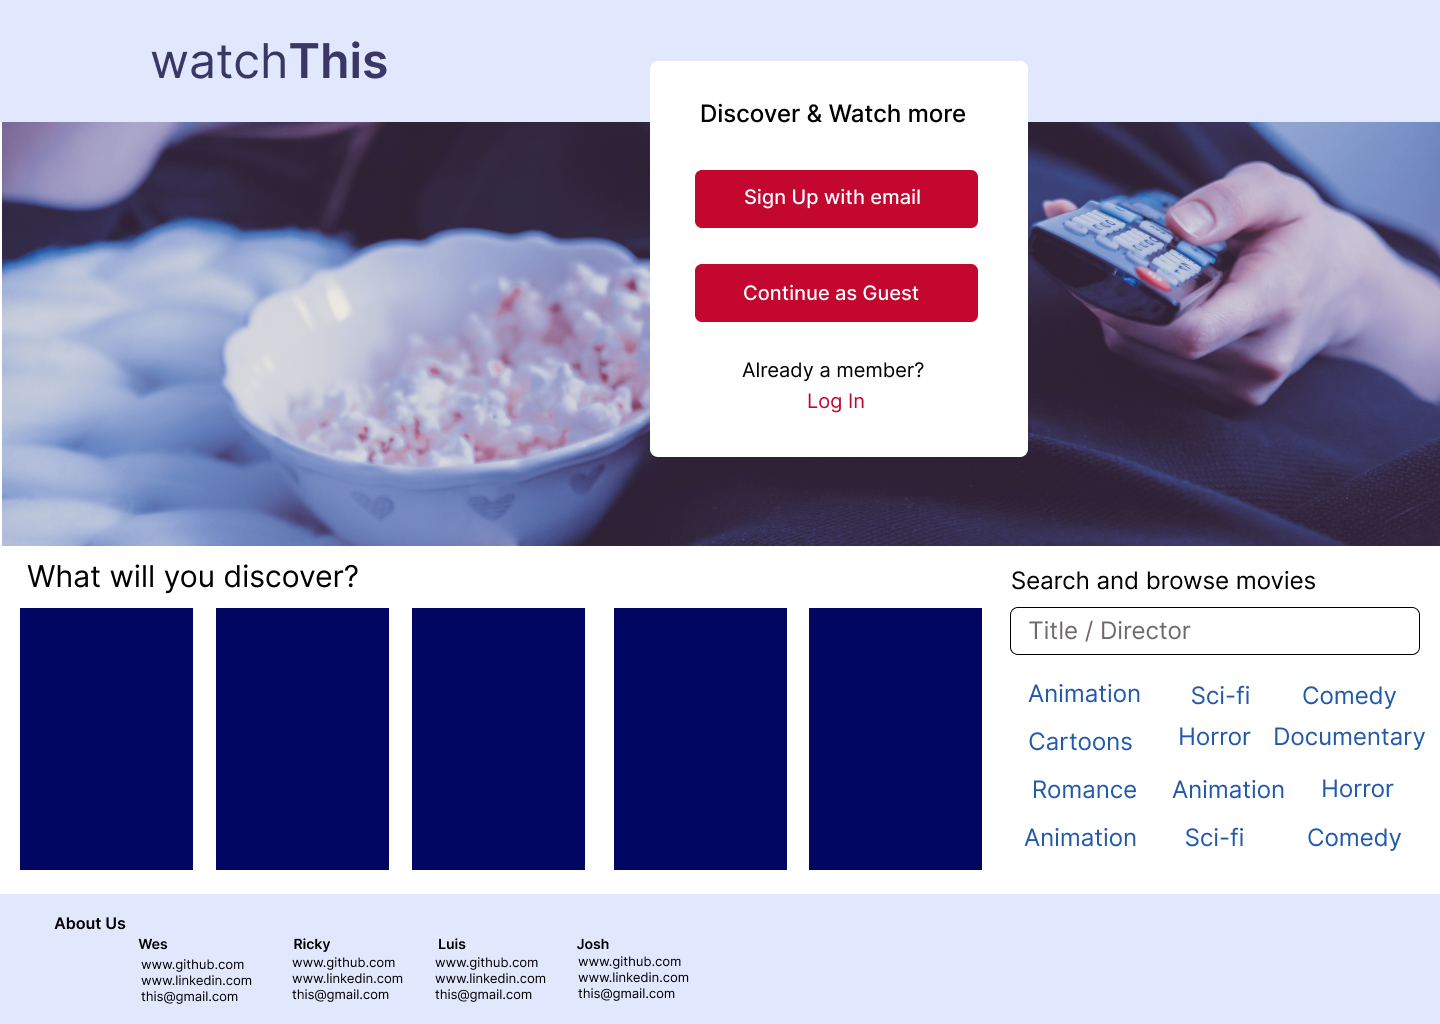 watchThis
Discover & Watch more
Sign Up with email
Continue as Guest
Already a member?
Log In
What will you discover?
Search and browse movies
Title / Director
Animation Sci-fi Comedy
Cartoons Horror Documentary
Romance Animation Horror
Animation Sci-fi Comedy
About Us
Wes
www.github.com
www.linkedin.com
this@gmail.com
Ricky
www.github.com
www.linkedin.com
this@gmail.com
Luis
www.github.com
www.linkedin.com
this@gmail.com
Josh
www.github.com
www.linkedin.com
this@gmail.com